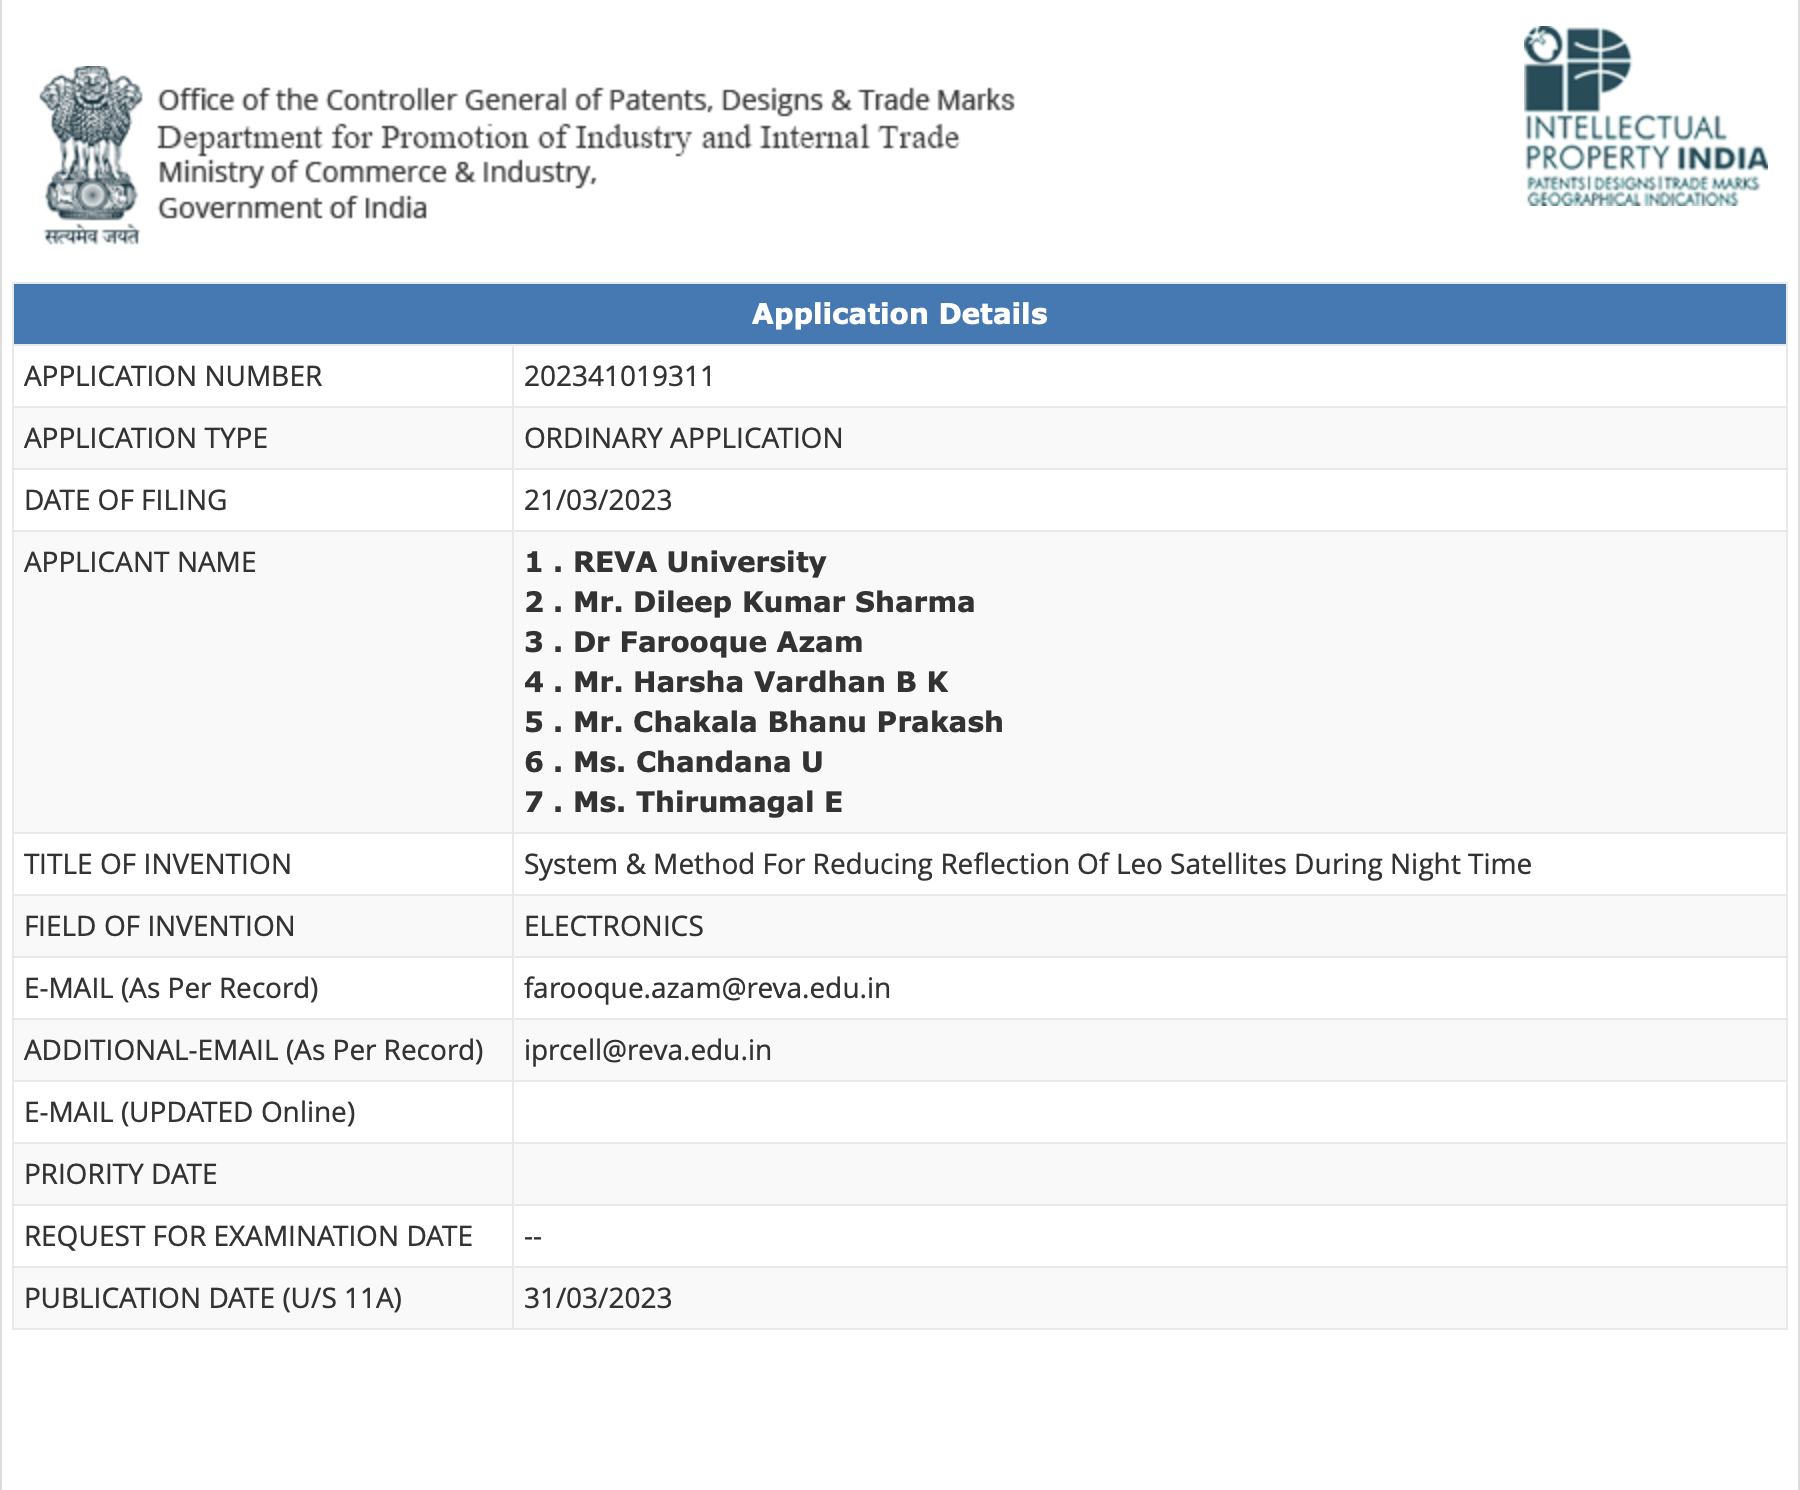 Office of the Controller General of Patents, Designs & Trade Marks
Department for Promotion of Industry and Internal Trade
Ministry of Commerce & Industry,
Government of India
सत्यमेव जयते
INTELLECTUAL
PROPERTY INDIA
PATENTS | DESIGNS | TRADE MARKS
GEOGRAPHICAL INDICATIONS
Application Details
APPLICATION NUMBER 202341019311
APPLICATION TYPE ORDINARY APPLICATION
DATE OF FILING 21/03/2023
APPLICANT NAME 1 . REVA University
2 . Mr. Dileep Kumar Sharma
3 . Dr Farooque Azam
4 . Mr. Harsha Vardhan B K
5 . Mr. Chakala Bhanu Prakash
6 . Ms. Chandana U
7 . Ms. Thirumagal E
TITLE OF INVENTION System & Method For Reducing Reflection Of Leo Satellites During Night Time
FIELD OF INVENTION ELECTRONICS
E-MAIL (As Per Record) farooque.azam@reva.edu.in
ADDITIONAL-EMAIL (As Per Record) iprcell@reva.edu.in
E-MAIL (UPDATED Online)
PRIORITY DATE
REQUEST FOR EXAMINATION DATE --
PUBLICATION DATE (U/S 11A) 31/03/2023